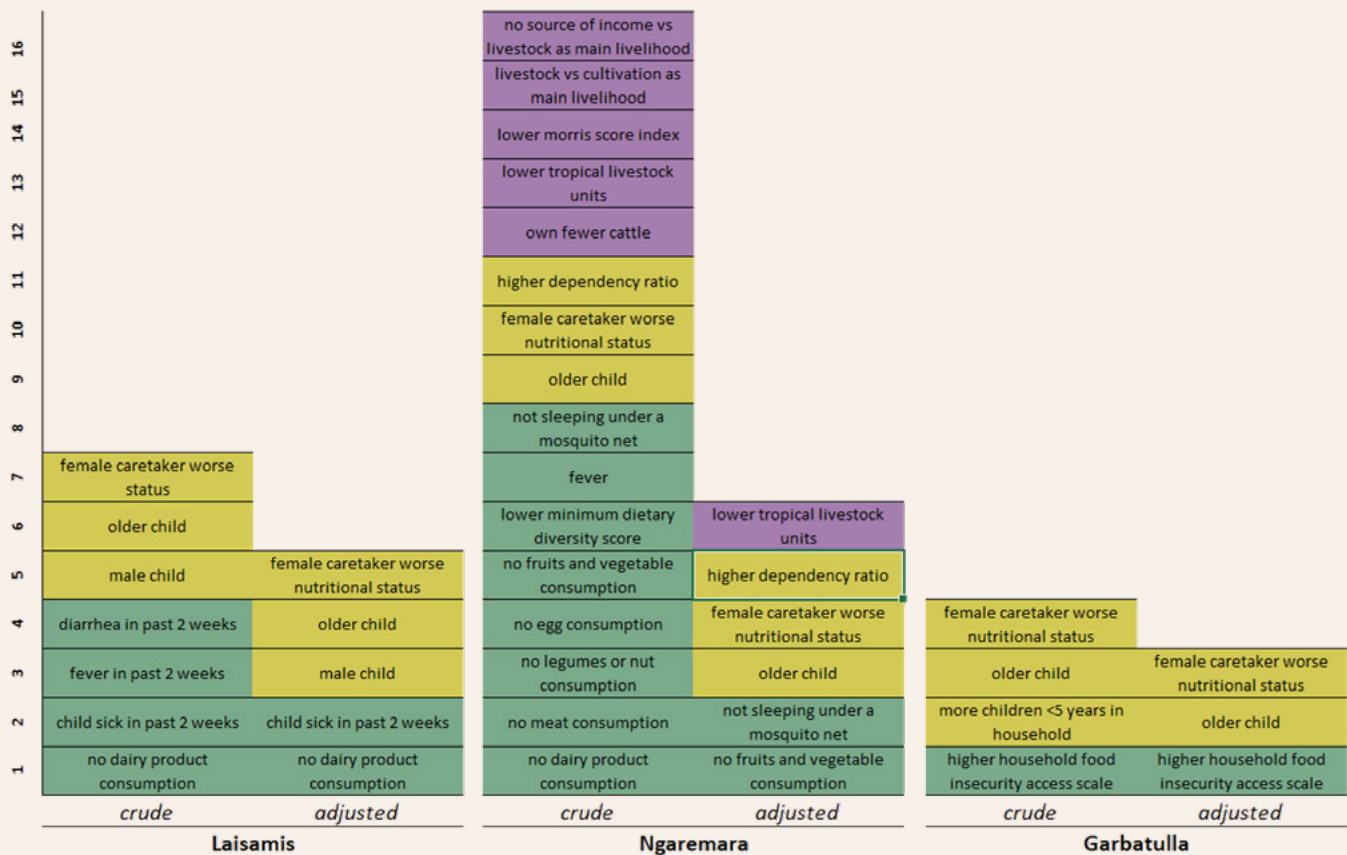 16
15
14
13
12
11
10
9
8
7
6
5
4
3
2
1
female caretaker worse
status
older child
male child
diarrhea in past 2 weeks
fever in past 2 weeks
child sick in past 2 weeks
no dairy product
consumption
crude
female caretaker worse
nutritional status
older child
male child
child sick in past 2 weeks
no dairy product
consumption
adjusted
Laisamis
no source of income vs
livestock as main livelihood
livestock vs cultivation as
main livelihood
lower morris score index
lower tropical livestock
units
own fewer cattle
higher dependency ratio
female caretaker worse
nutritional status
older child
not sleeping under a
mosquito net
fever
lower minimum dietary
diversity score
no fruits and vegetable
consumption
no egg consumption
no legumes or nut
consumption
no meat consumption
no dairy product
consumption
crude
lower tropical livestock
units
higher dependency ratio
female caretaker worse
nutritional status
older child
not sleeping under a
mosquito net
no fruits and vegetable
consumption
adjusted
Ngaremara
female caretaker worse
nutritional status
older child
more children <5 years in
household
higher household food
insecurity access scale
crude
female caretaker worse
nutritional status
older child
higher household food
insecurity access scale
adjusted
Garbatulla